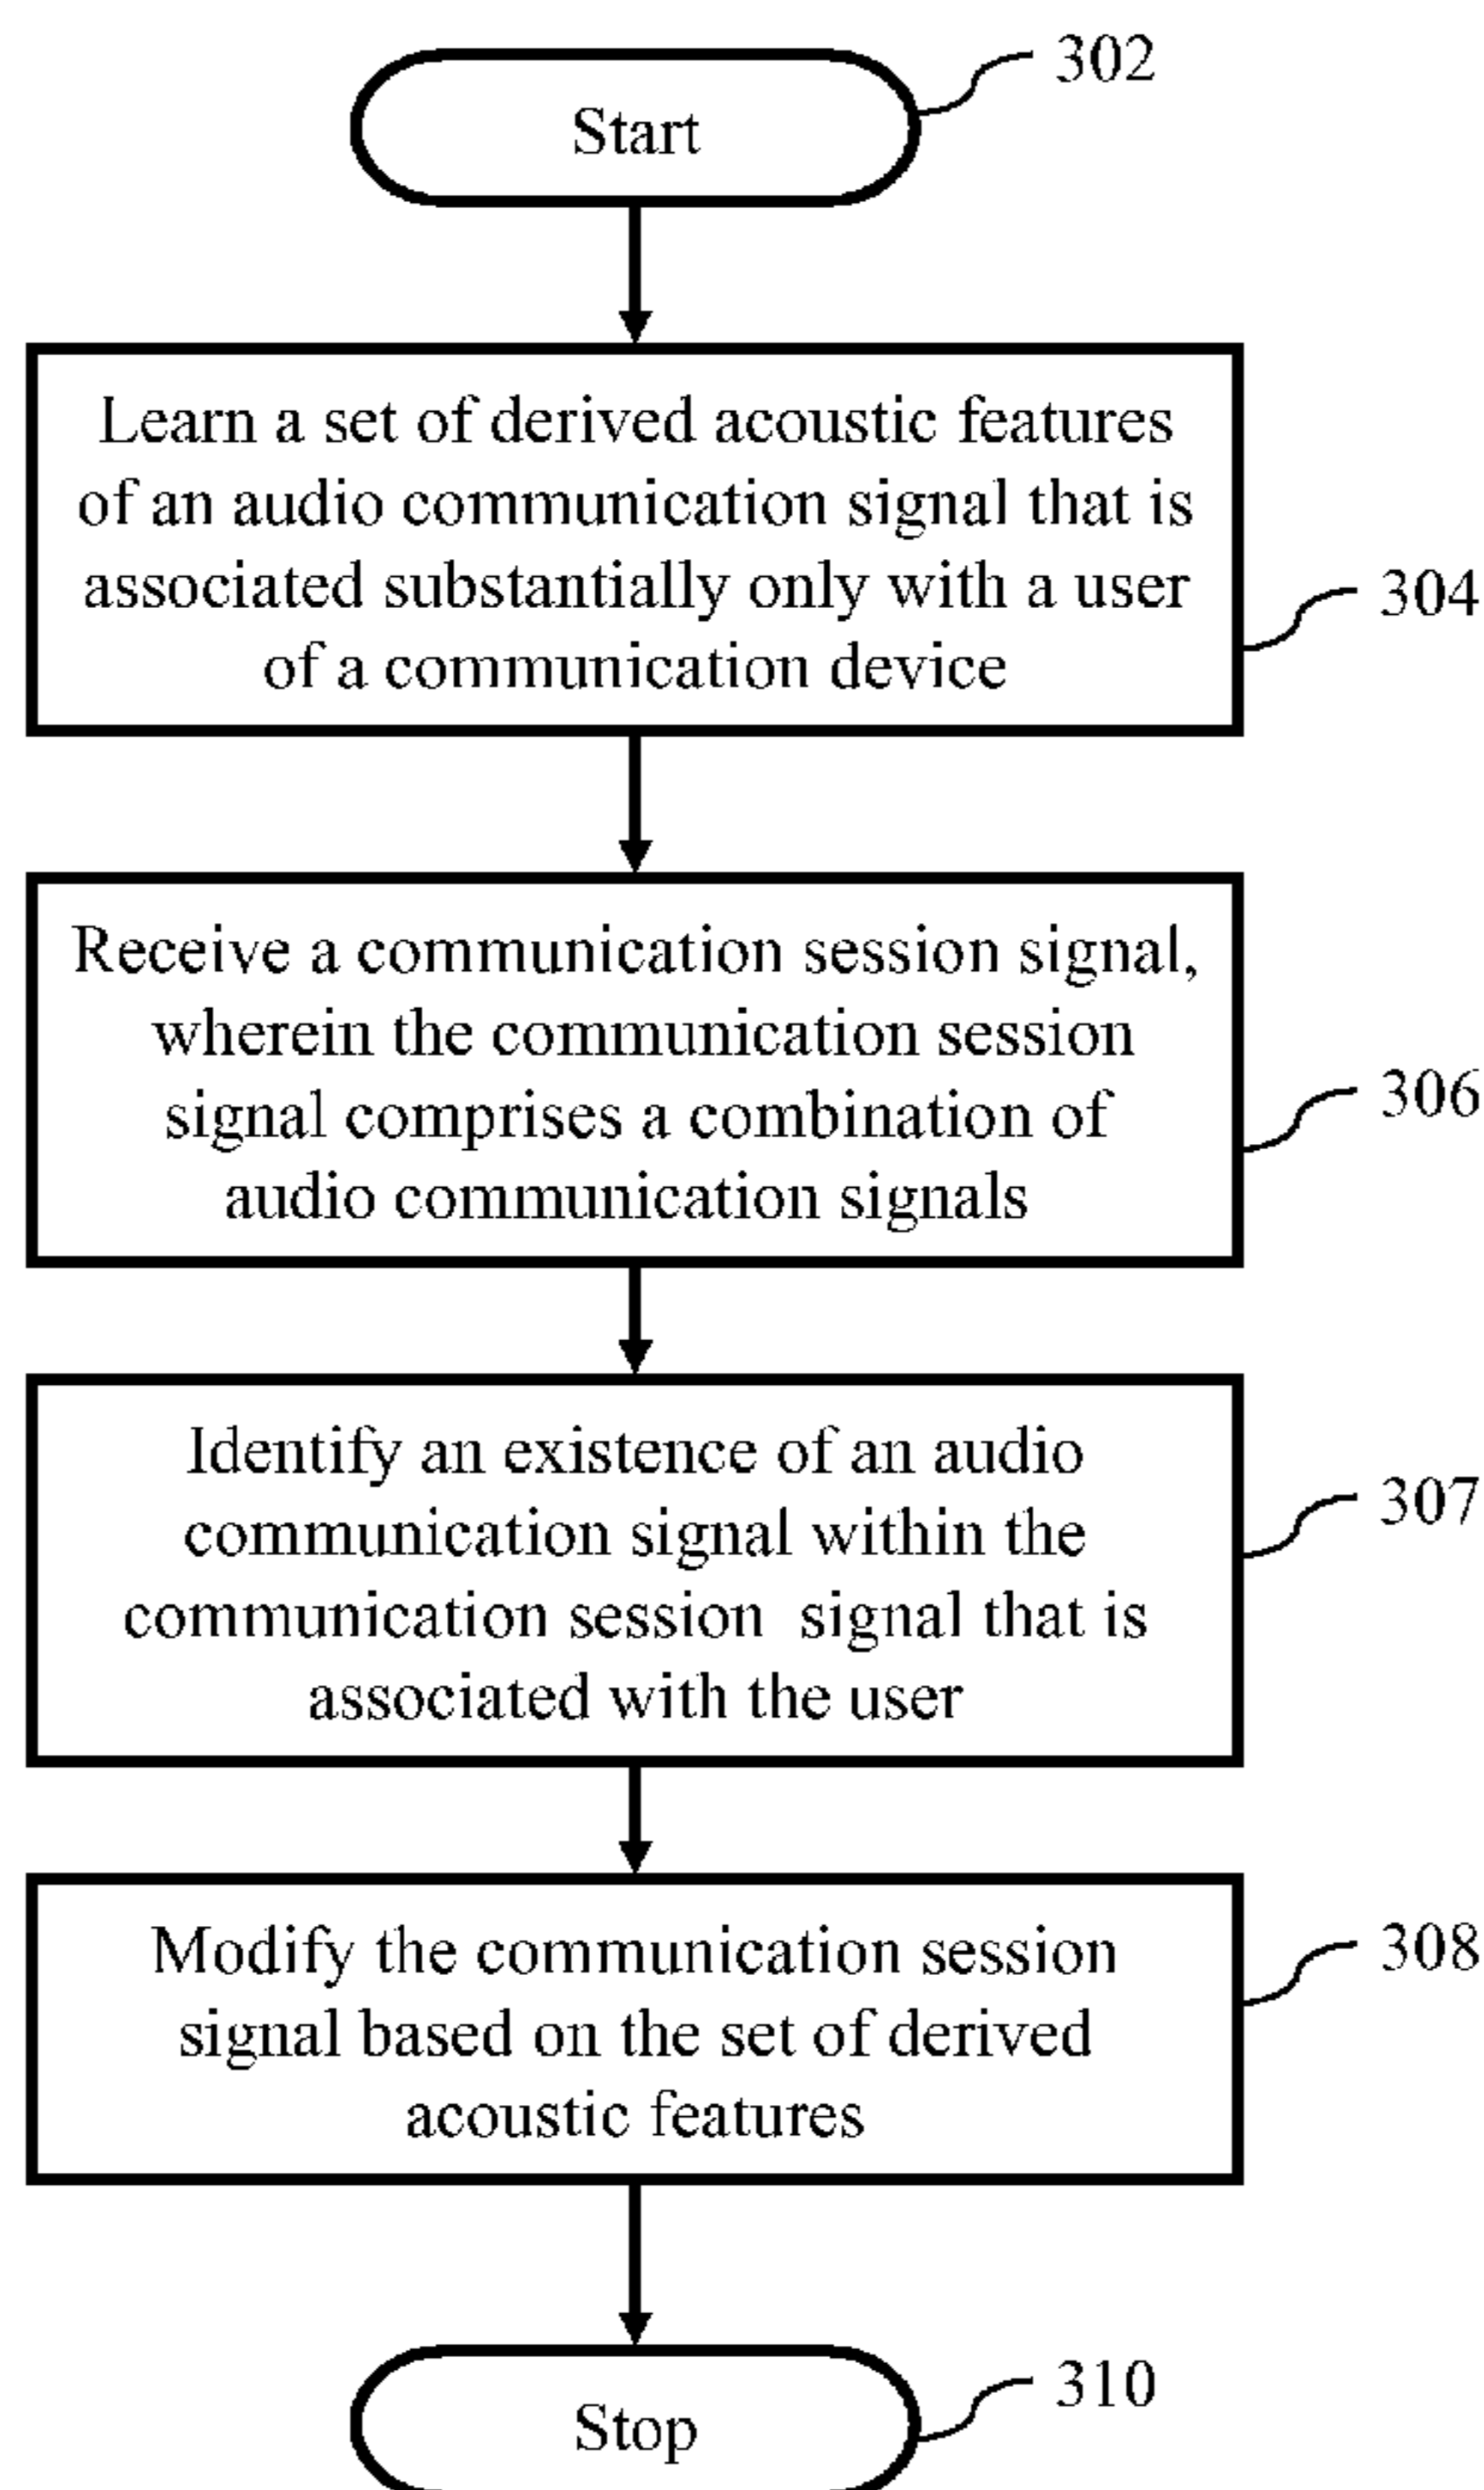 302
Start
Learn a set of derived acoustic features
of an audio communication signal that is
associated substantially only with a user
of a communication device
304
Receive a communication session signal,
wherein the communication session
signal comprises a combination of
audio communication signals
306
Identify an existence of an audio
communication signal within the
communication session signal that is
associated with the user
307
Modify the communication session
signal based on the set of derived
acoustic features
308
Stop
310